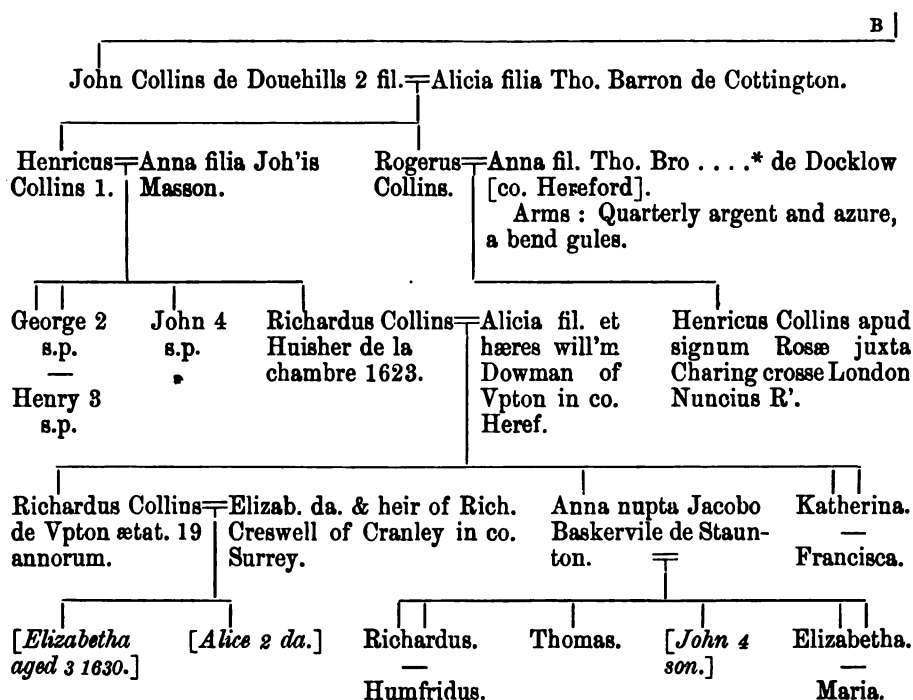 B
John Collins de Douehills 2 fil.
Alicia filia Tho. Barron de Cottington.
Henricus Collins 1.
Anna filia Joh'is
Masson.
Rogerus
Collins.
Anna fil. Tho. Bro . . . .* de Docklow
[co. Hereford].
Arms : Quarterly argent and azure,
a bend gules.
George 2
s.p.
—
Henry 3
s.p.
John 4
s.p.
Richardus Collins
Huisher de la
chambre 1623.
Alicia fil. et
hæres will'm
Dowman of
Vpton in co.
Heref.
Henricus Collins apud
signum Rosæ juxta
Charing crosse London
Nuncius R'.
Richardus Collins
de Vpton ætat. 19
annorum.
Elizab. da. & heir of Rich.
Creswell of Cranley in co.
Surrey.
Anna nupta Jacobo
Baskervile de Staun-
ton.
Katherina.
—
Francisca.
[Elizabetha
aged 3 1630.]
[Alice 2 da.]
Richardus.
—
Humfridus.
Thomas.
[John 4
son.]
Elizabetha.
—
Maria.